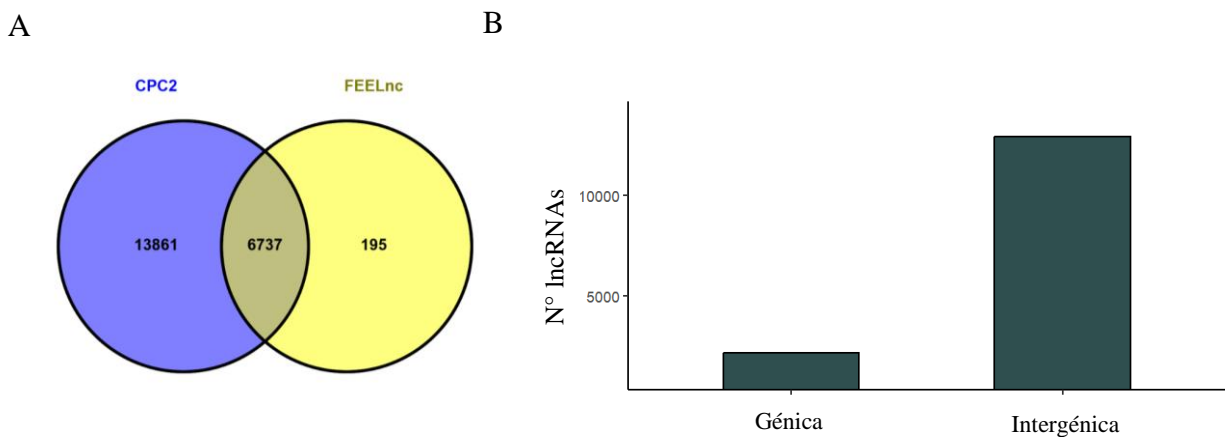 A
B
CPC2
FEELnc
13861
6737
195
N° lncRNAs
10000
5000
Génica
Intergénica